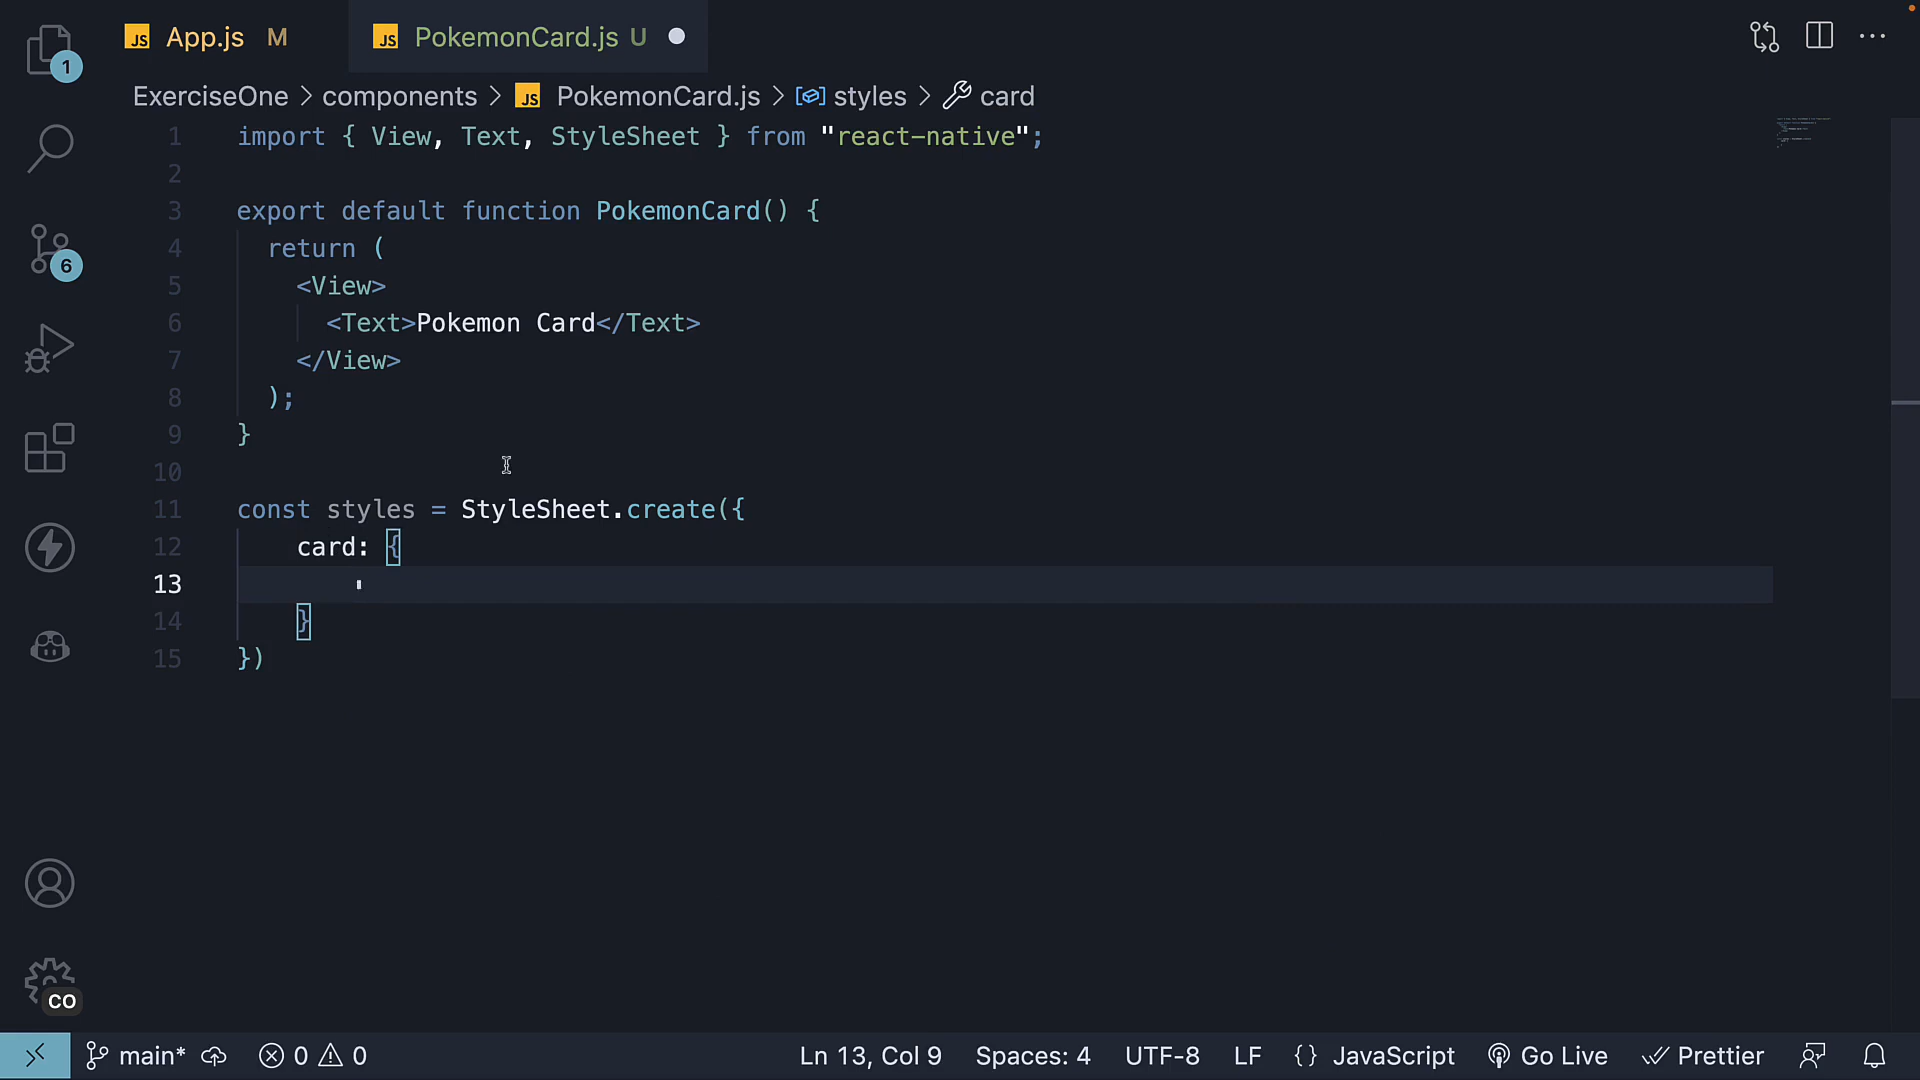 JS App.js M JS PokemonCard.js U
1
ExerciseOne > components > JS PokemonCard.js > styles > card
1 import { View, Text, StyleSheet } from "react-native";
2
3 export default function PokemonCard() {
4 return (
5 <View>
6 <Text>Pokemon Card</Text>
7 </View>
8 );
9 }
10
11 const styles = StyleSheet.create({
12 card: {
13
14 }
15 })
6
CO
main* 0 0 Ln 13, Col 9 Spaces: 4 UTF-8 LF {} JavaScript Go Live Prettier